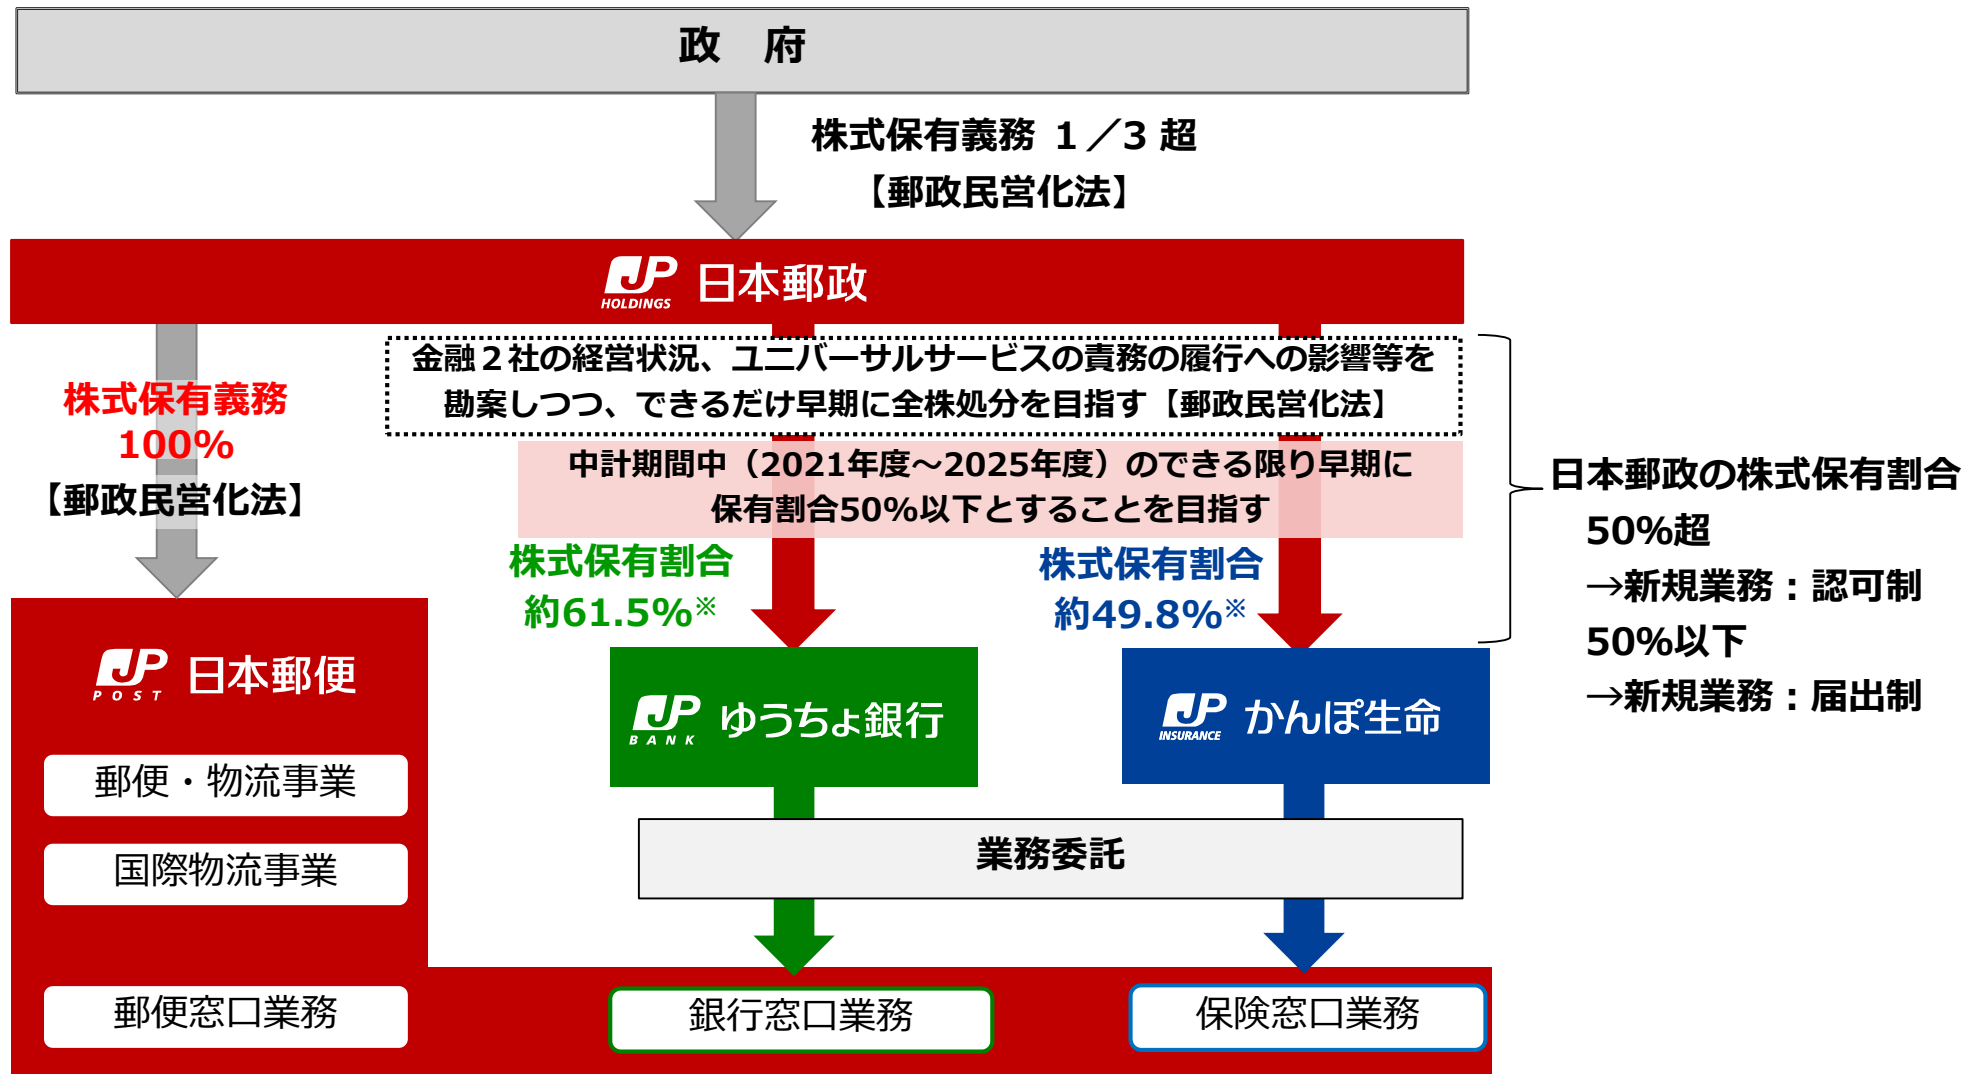 政　府
株式保有義務 １／3 超
【郵政民営化法】
JP HOLDINGS 日本郵政
金融２社の経営状況、ユニバーサルサービスの責務の履行への影響等を
勘案しつつ、できるだけ早期に全株処分を目指す【郵政民営化法】
株式保有義務
100%
【郵政民営化法】
中計期間中（2021年度～2025年度）のできる限り早期に
保有割合50%以下とすることを目指す
株式保有割合
約61.5%※
株式保有割合
約49.8%※
日本郵政の株式保有割合
50%超
→新規業務：認可制
50%以下
→新規業務：届出制
JP POST 日本郵便
JP BANK ゆうちょ銀行
JP INSURANCE かんぽ生命
郵便・物流事業
国際物流事業
業務委託
郵便窓口業務
銀行窓口業務
保険窓口業務